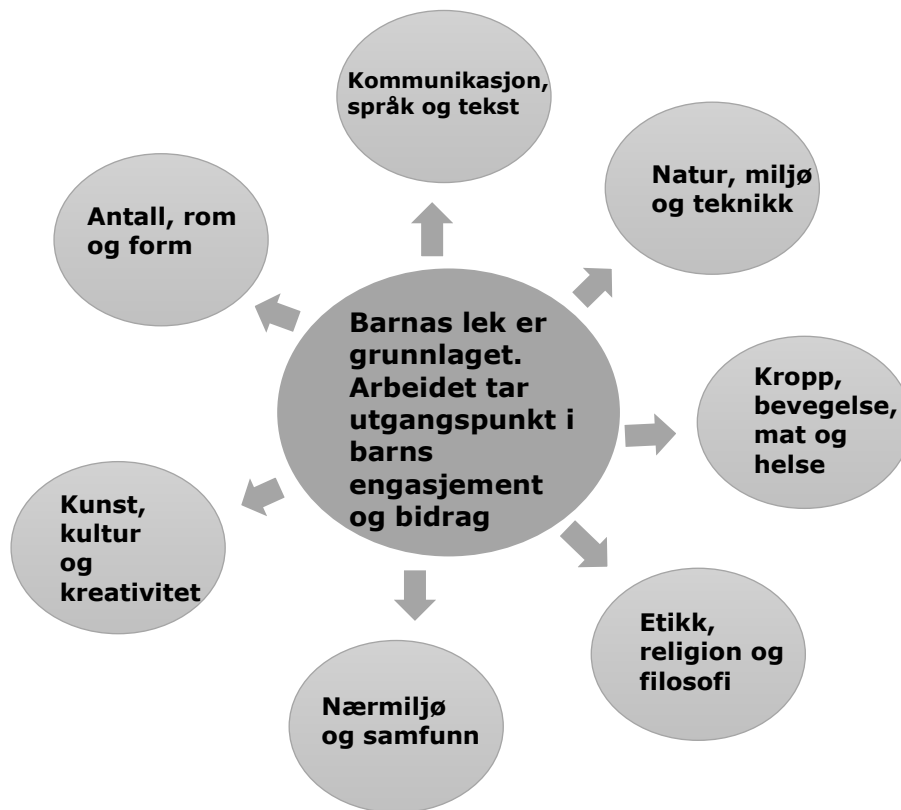 Kommunikasjon,
språk og tekst
Natur, miljø
og teknikk
Antall, rom
og form
Barnas lek er
grunnlaget.
Arbeidet tar
utgangspunkt i
barns
engasjement
og bidrag
Kropp,
bevegelse,
mat og
helse
Kunst,
kultur
og
kreativitet
Etikk,
religion og
filosofi
Nærmiljø
og samfunn